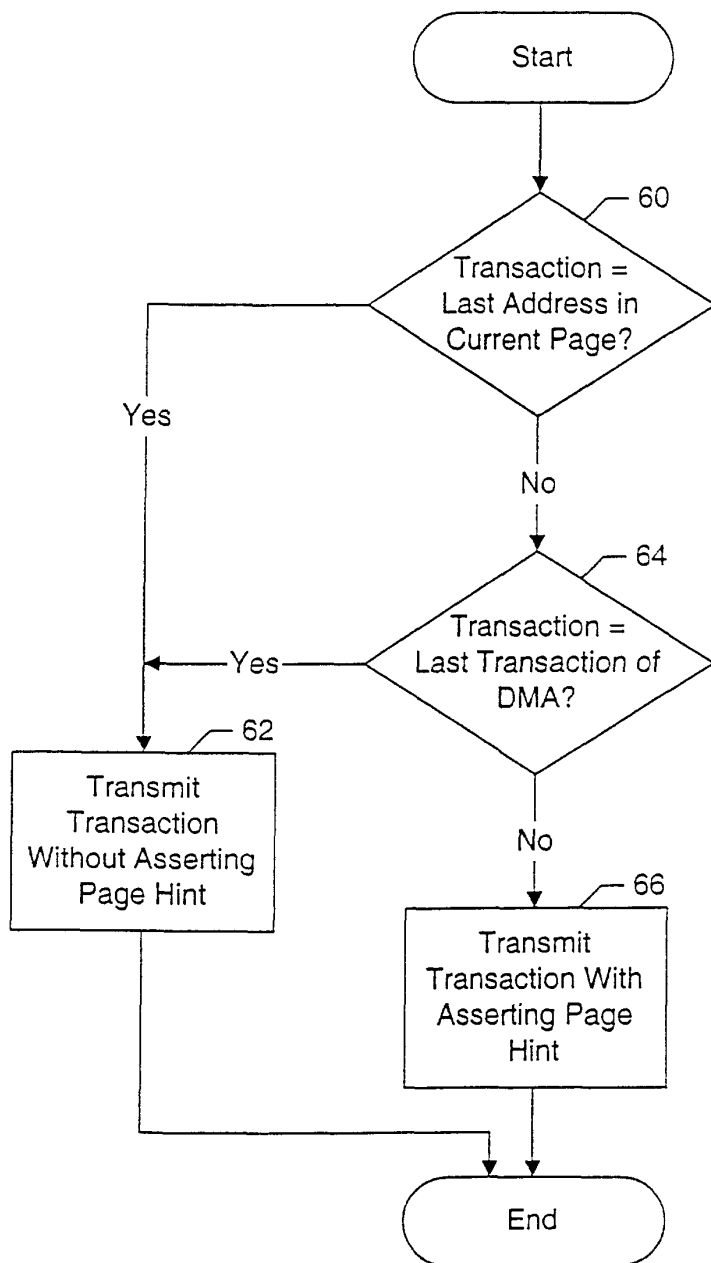 Start
60
Transaction =
Last Address in
Current Page?
Yes
No
64
Transaction =
Last Transaction of
DMA?
Yes
62
Transmit
Transaction
Without Asserting
Page Hint
No
66
Transmit
Transaction With
Asserting Page
Hint
End